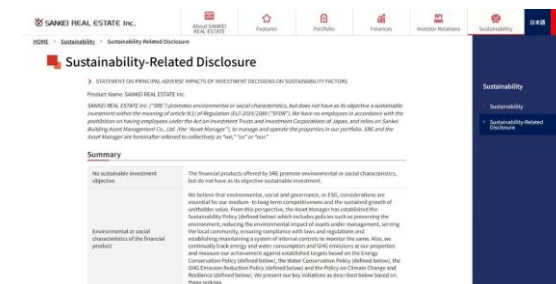 SANKEI REAL ESTATE Inc.
About SANKEI
REAL ESTATE
Features
Portfolio
Finances
Investor Relations
Sustainability
日本語
HOME
Sustainability
Sustainability-Related Disclosure
Sustainability-Related Disclosure
STATEMENT ON PRINCIPAL ADVERSE IMPACTS OF INVESTMENT DECISIONS ON SUSTAINABILITY FACTORS
Product Name: SANKEI REAL ESTATE Inc.
SANKEI REAL ESTATE Inc. ("SRE") promotes environmental or social characteristics, but does not have as its objective a sustainable
investment within the meaning of article 9(1) of Regulation (EU) 2019/2088 ("SFDR"). We have no employees in accordance with the
prohibition on having employees under the Act on Investment Trusts and Investment Corporations of Japan, and relies on Sankei
Building Asset Management Co., Ltd. (the "Asset Manager"), to manage and operate the properties in our portfolio. SRE and the
Asset Manager are hereinafter referred to collectively as "we," "us" or "our."
Summary
No sustainable investment
objective
The financial products offered by SRE promote environmental or social characteristics,
but do not have as its objective sustainable investment.
Environmental or social
characteristics of the financial
product
We believe that environmental, social and governance, or ESG, considerations are
essential for our medium- to long-term competitiveness and the sustained growth of
unitholder value. From this perspective, the Asset Manager has established the
Sustainability Policy (defined below) which includes policies such as preserving the
environment, reducing the environmental impact of assets under management, serving
the local community, ensuring compliance with laws and regulations and
establishing/maintaining a system of internal controls to monitor the same. Also, we
continually track energy and water consumption and GHG emissions at our properties
and measure our achievement against established targets based on the Energy
Conservation Policy (defined below), the Water Conservation Policy (defined below), the
GHG Emission Reduction Policy (defined below) and the Policy on Climate Change and
Resilience (defined below). We present our key initiatives as described below based on
these policies.
Sustainability
Sustainability
Sustainability-Related
Disclosure